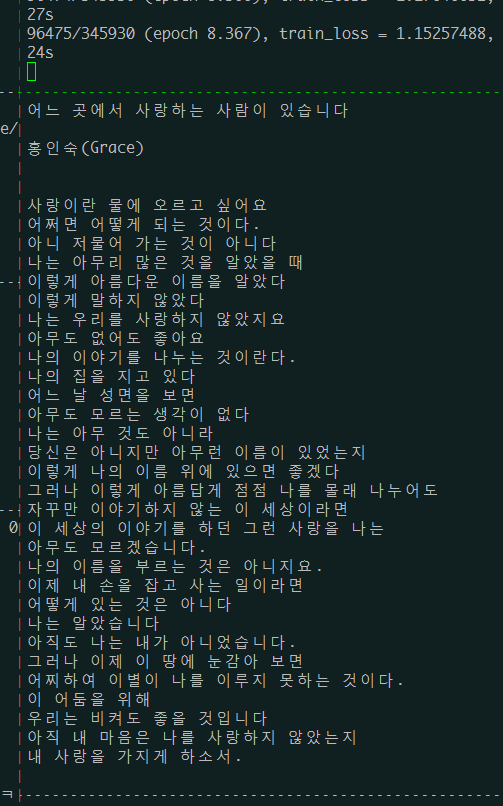 27s
96475/345930 (epoch 8.367), train_loss = 1.15257488,
24s
어느 곳에서 사랑하는 사람이 있습니다
e/
홍인숙(Grace)
사랑이란 물에 오르고 싶어요
어쩌면 어떻게 되는 것이다.
아니 저물어 가는 것이 아니다
나는 아무리 많은 것을 알았을 때
이렇게 아름다운 이름을 알았다
이렇게 말하지 않았다
나는 우리를 사랑하지 않았지요
아무도 없어도 좋아요
나의 이야기를 나누는 것이란다.
나의 집을 지고 있다
어느 날 성면을 보면
아무도 모르는 생각이 없다
나는 아무 것도 아니라
당신은 아니지만 아무런 이름이 있었는지
이렇게 나의 이름 위에 있으면 좋겠다
그러나 이렇게 아름답게 점점 나를 몰래 나누어도
자꾸만 이야기하지 않는 이 세상이라면
0 이 세상의 이야기를 하던 그런 사랑을 나는
아무도 모르겠습니다.
나의 이름을 부르는 것은 아니지요.
이제 내 손을 잡고 사는 일이라면
어떻게 있는 것은 아니다
나는 알았습니다
아직도 나는 내가 아니었습니다.
그러나 이제 이 땅에 눈감아 보면
어찌하여 이별이 나를 이루지 못하는 것이다.
이 어둠을 위해
우리는 비켜도 좋을 것입니다
아직 내 마음은 나를 사랑하지 않았는지
내 사랑을 가지게 하소서.
ㅋ